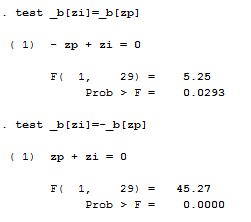 . test _b[zi]=_b[zp]
( 1)  - zp + zi = 0
F(  1,    29) =    5.25
Prob > F =    0.0293
. test _b[zi]=-_b[zp]
( 1)  zp + zi = 0
F(  1,    29) =   45.27
Prob > F =    0.0000